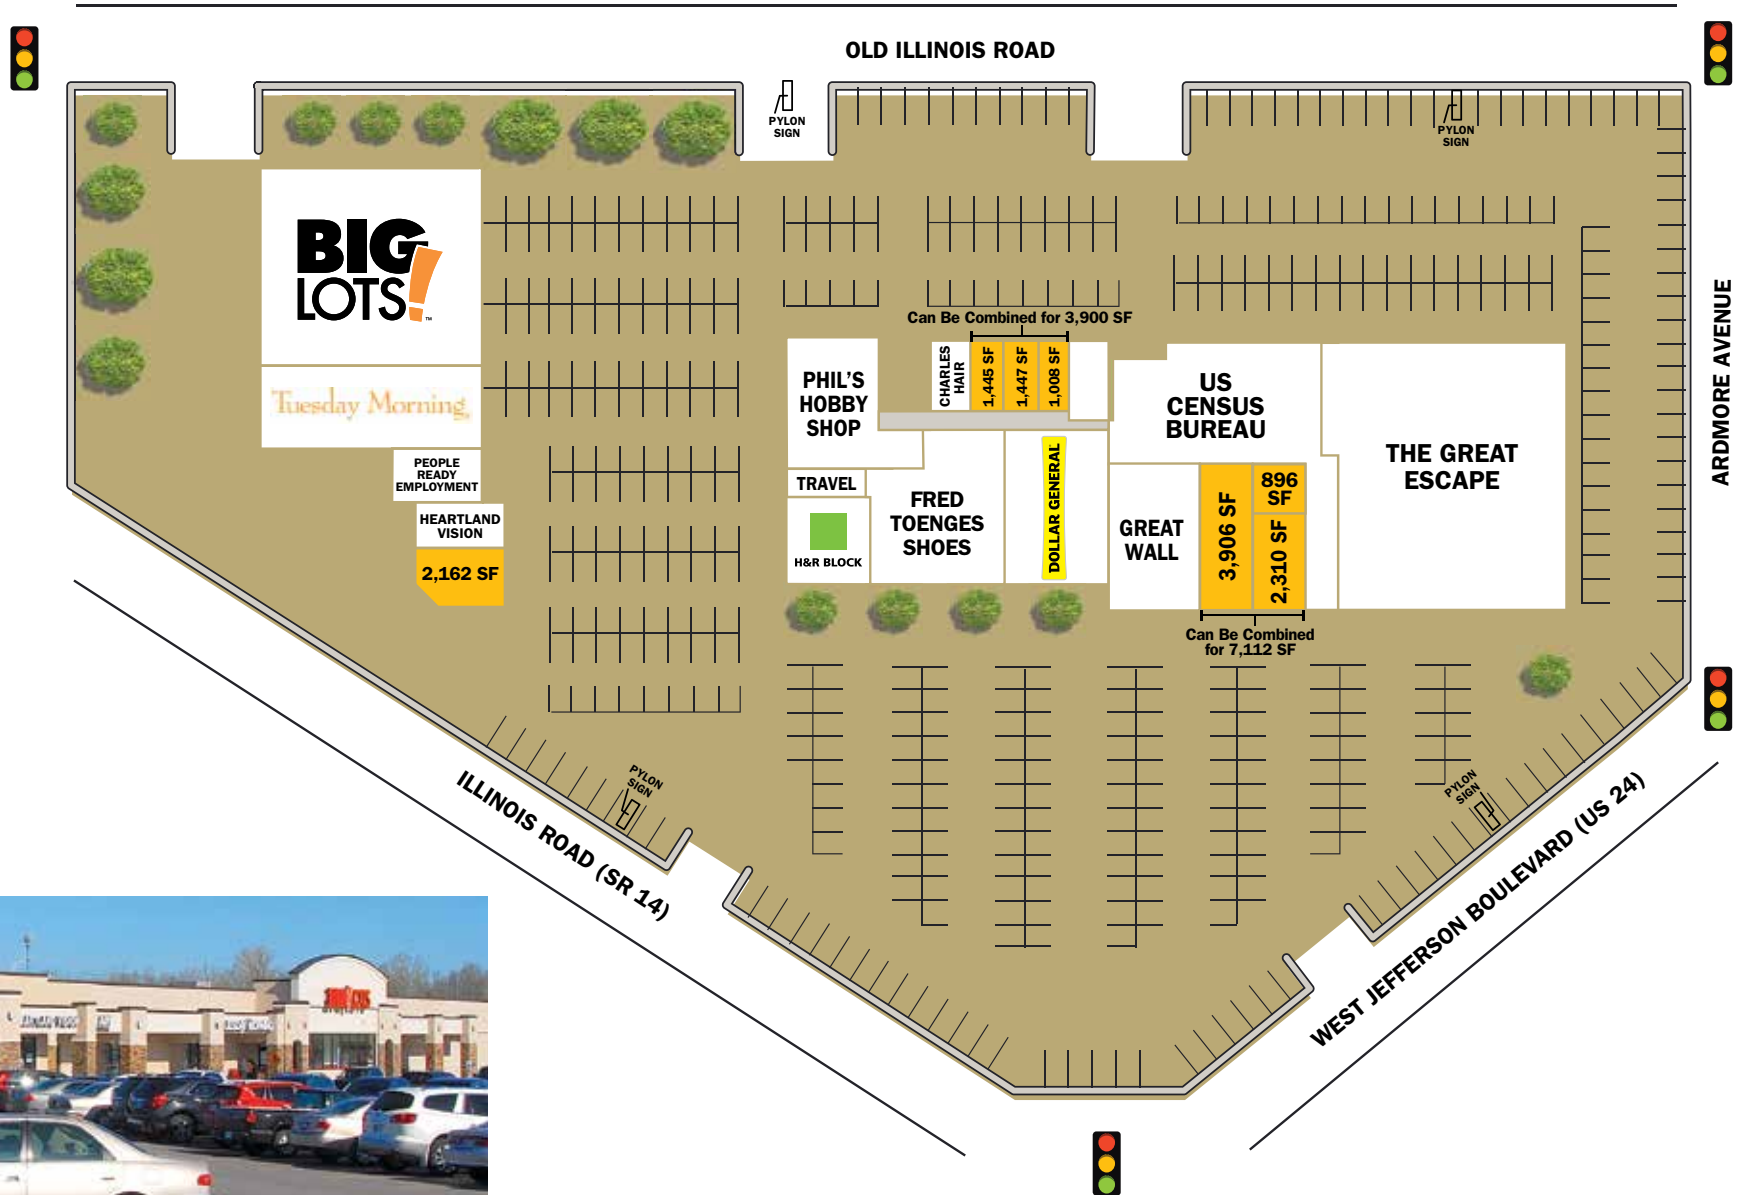 OLD ILLINOIS ROAD
PYLON
SIGN
PYLON
SIGN
BIG
LOTS!
™
Tuesday Morning
PEOPLE
READY
EMPLOYMENT
HEARTLAND
VISION
2,162 SF
Can Be Combined for 3,900 SF
CHARLES
HAIR
1,445 SF
1,447 SF
1,008 SF
PHIL'S
HOBBY
SHOP
TRAVEL
H&R BLOCK
FRED
TOENGES
SHOES
DOLLAR GENERAL
US
CENSUS
BUREAU
GREAT
WALL
3,906 SF
896
SF
2,310 SF
Can Be Combined
for 7,112 SF
THE GREAT
ESCAPE
ARDMORE AVENUE
PYLON
SIGN
ILLINOIS ROAD (SR 14)
PYLON
SIGN
WEST JEFFERSON BOULEVARD (US 24)